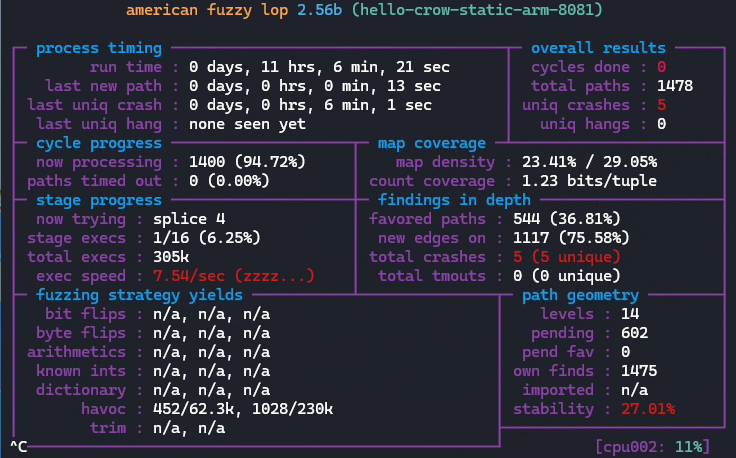 american fuzzy lop 2.56b (hello-crow-static-arm-8081)
process timing overall results
run time : 0 days, 11 hrs, 6 min, 21 sec cycles done : 0
last new path : 0 days, 0 hrs, 0 min, 13 sec total paths : 1478
last uniq crash : 0 days, 0 hrs, 6 min, 1 sec uniq crashes : 5
last uniq hang : none seen yet uniq hangs : 0
cycle progress map coverage
now processing : 1400 (94.72%) map density : 23.41% / 29.05%
paths timed out : 0 (0.00%) count coverage : 1.23 bits/tuple
stage progress findings in depth
now trying : splice 4 favored paths : 544 (36.81%)
stage execs : 1/16 (6.25%) new edges on : 1117 (75.58%)
total execs : 305k total crashes : 5 (5 unique)
exec speed : 7.54/sec (zzzz...) total tmouts : 0 (0 unique)
fuzzing strategy yields path geometry
bit flips : n/a, n/a, n/a levels : 14
byte flips : n/a, n/a, n/a pending : 602
arithmetics : n/a, n/a, n/a pend fav : 0
known ints : n/a, n/a, n/a own finds : 1475
dictionary : n/a, n/a, n/a imported : n/a
havoc : 452/62.3k, 1028/230k stability : 27.01%
trim : n/a, n/a
^C [cpu002: 11%]